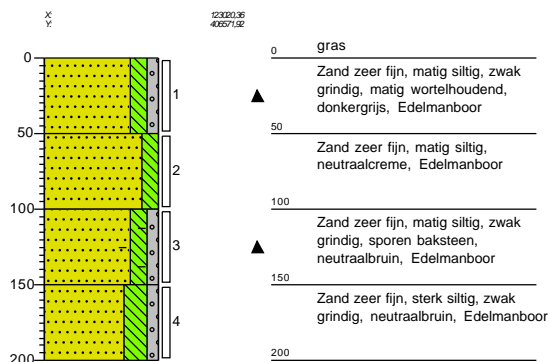 X: 123020,36
Y: 406571,92
0
50
100
150
200
1
2
3
4
0 gras
Zand zeer fijn, matig siltig, zwak
grindig, matig wortelhoudend,
donkergrijs, Edelmanboor
50
Zand zeer fijn, matig siltig,
neutraalcreme, Edelmanboor
100
Zand zeer fijn, matig siltig, zwak
grindig, sporen baksteen,
neutraalbruin, Edelmanboor
150
Zand zeer fijn, sterk siltig, zwak
grindig, neutraalbruin, Edelmanboor
200